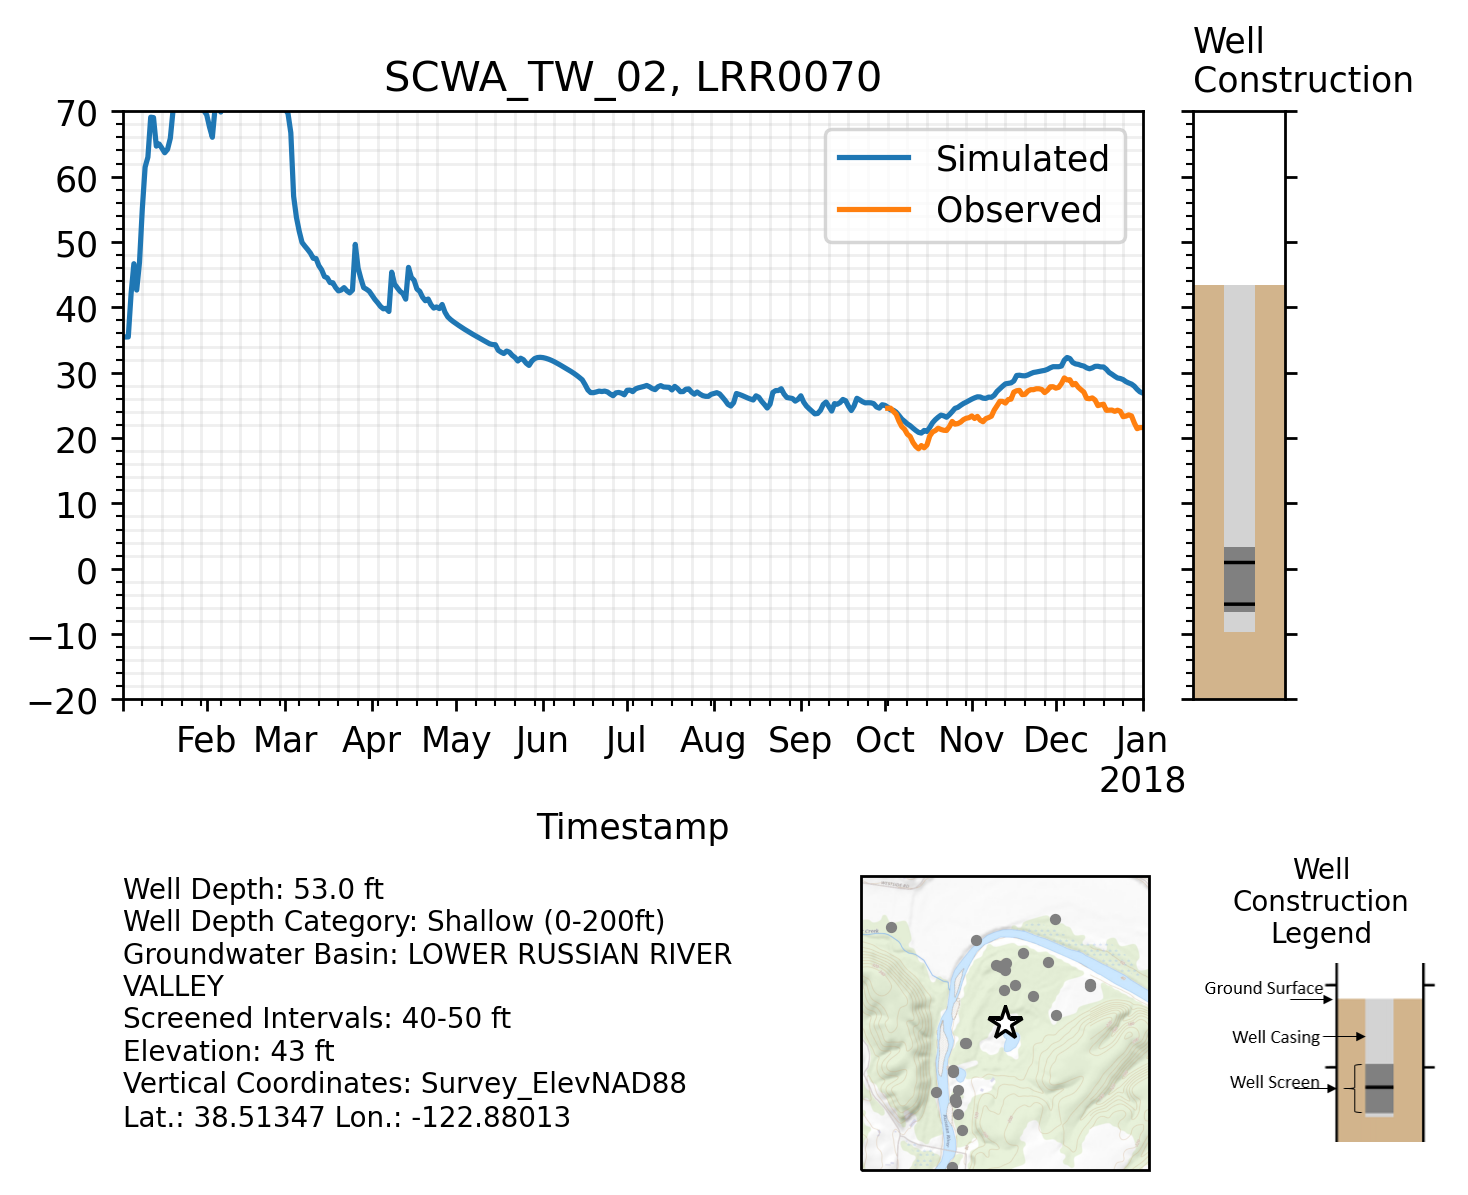 Well
Construction
SCWA_TW_02, LRR0070
70
60
50
40
30
20
10
0
−10
−20
Simulated
Observed
Feb Mar Apr May Jun Jul Aug Sep Oct Nov Dec Jan
2018
Timestamp
Well Depth: 53.0 ft
Well Depth Category: Shallow (0-200ft)
Groundwater Basin: LOWER RUSSIAN RIVER
VALLEY
Screened Intervals: 40-50 ft
Elevation: 43 ft
Vertical Coordinates: Survey_ElevNAD88
Lat.: 38.51347 Lon.: -122.88013
Well
Construction
Legend
Ground Surface
Well Casing
Well Screen